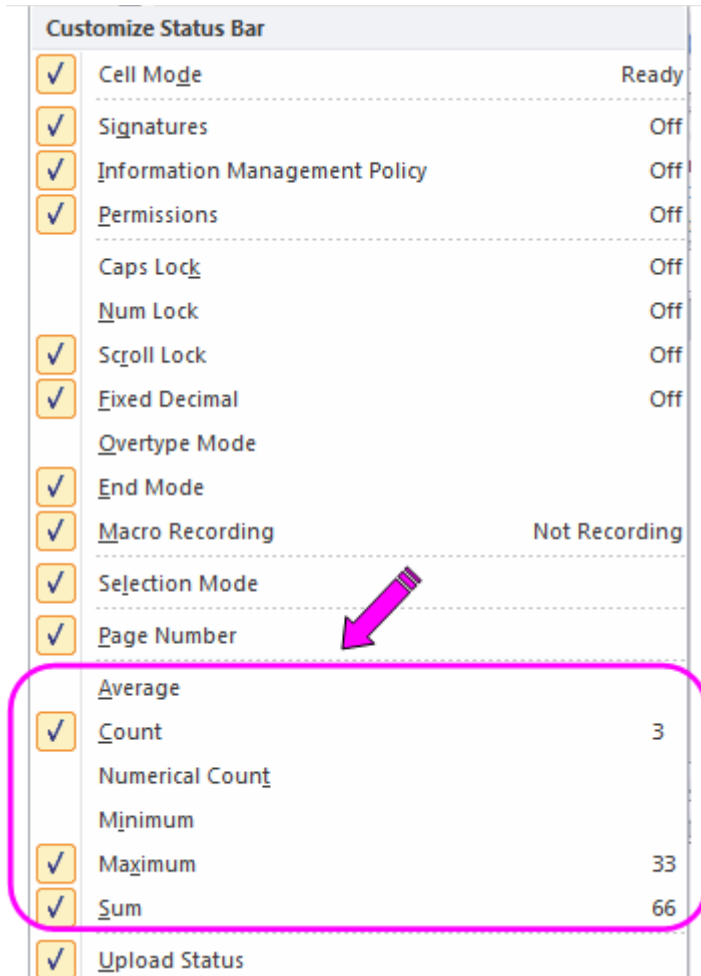 Customize Status Bar
Cell Mode Ready
Signatures Off
Information Management Policy Off
Permissions Off
Caps Lock Off
Num Lock Off
Scroll Lock Off
Fixed Decimal Off
Overtype Mode
End Mode
Macro Recording Not Recording
Selection Mode
Page Number
Average
Count 3
Numerical Count
Minimum
Maximum 33
Sum 66
Upload Status